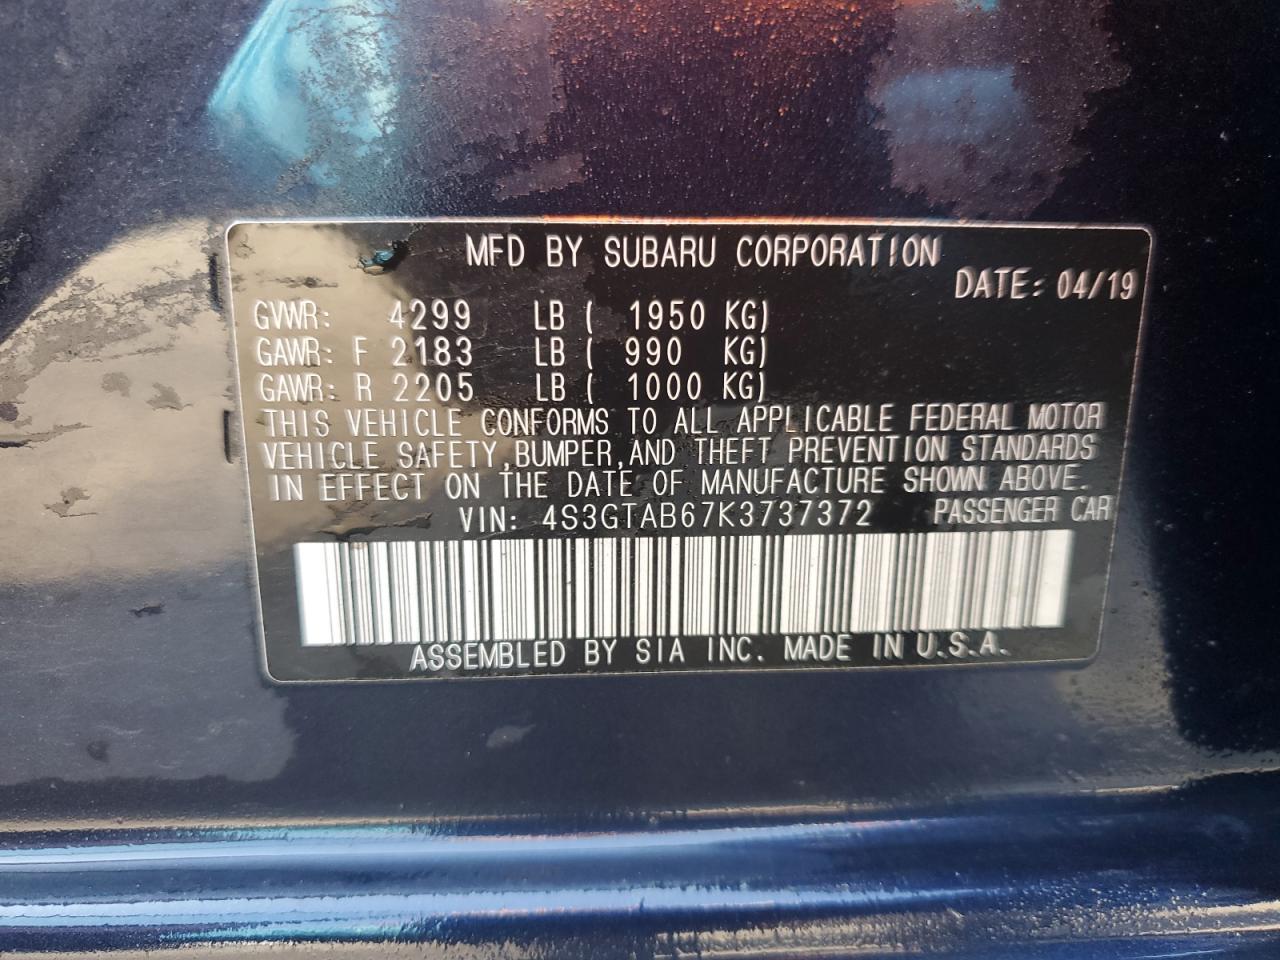 MFD BY SUBARU CORPORATION
DATE: 04/19
GVWR: 4299 LB ( 1950 KG)
GAWR: F 2183 LB ( 990 KG)
GAWR: R 2205 LB ( 1000 KG)
THIS VEHICLE CONFORMS TO ALL APPLICABLE FEDERAL MOTOR
VEHICLE SAFETY,BUMPER,AND THEFT PREVENTION STANDARDS
IN EFFECT ON THE DATE OF MANUFACTURE SHOWN ABOVE.
VIN: 4S3GTAB67K3737372 PASSENGER CAR
ASSEMBLED BY SIA INC. MADE IN U.S.A.